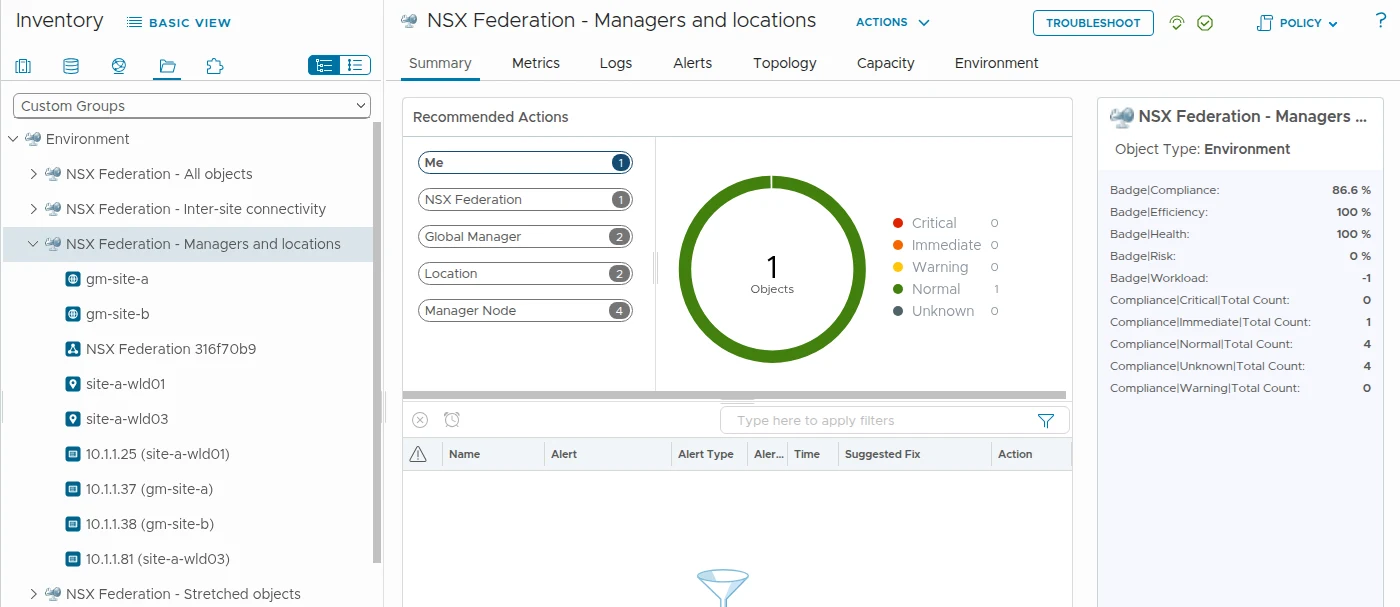 Inventory
BASIC VIEW
Custom Groups
Environment
NSX Federation - All objects
NSX Federation - Inter-site connectivity
NSX Federation - Managers and locations
gm-site-a
gm-site-b
NSX Federation 316f70b9
site-a-wld01
site-a-wld03
10.1.1.25 (site-a-wld01)
10.1.1.37 (gm-site-a)
10.1.1.38 (gm-site-b)
10.1.1.81 (site-a-wld03)
NSX Federation - Stretched objects
NSX Federation - Managers and locations
ACTIONS
TROUBLESHOOT
POLICY
?
Summary Metrics Logs Alerts Topology Capacity Environment
Recommended Actions
Me 1
NSX Federation 1
Global Manager 2
Location 2
Manager Node 4
1
Objects
Critical 0
Immediate 0
Warning 0
Normal 1
Unknown 0
Type here to apply filters
Name Alert Alert Type Aler... Time Suggested Fix Action
NSX Federation - Managers ...
Object Type: Environment
Badge|Compliance: 86.6 %
Badge|Efficiency: 100 %
Badge|Health: 100 %
Badge|Risk: 0 %
Badge|Workload: -1
Compliance|Critical|Total Count: 0
Compliance|Immediate|Total Count: 1
Compliance|Normal|Total Count: 4
Compliance|Unknown|Total Count: 4
Compliance|Warning|Total Count: 0